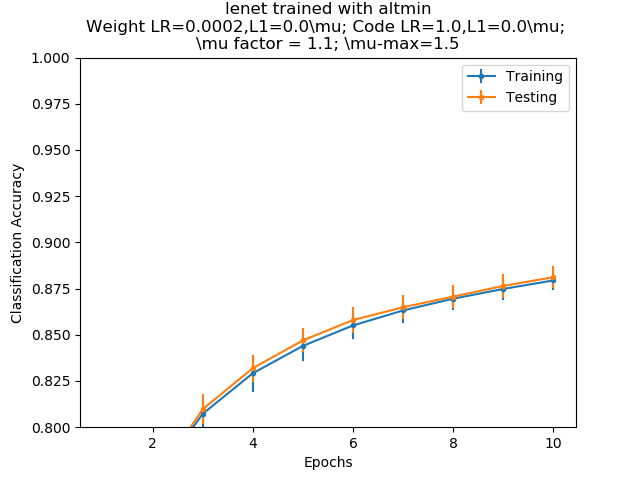 lenet trained with altmin
Weight LR=0.0002,L1=0.0\mu; Code LR=1.0,L1=0.0\mu;
\mu factor = 1.1; \mu-max=1.5
Training
Testing
Classification Accuracy
1.000
0.975
0.950
0.925
0.900
0.875
0.850
0.825
0.800
2 4 6 8 10
Epochs